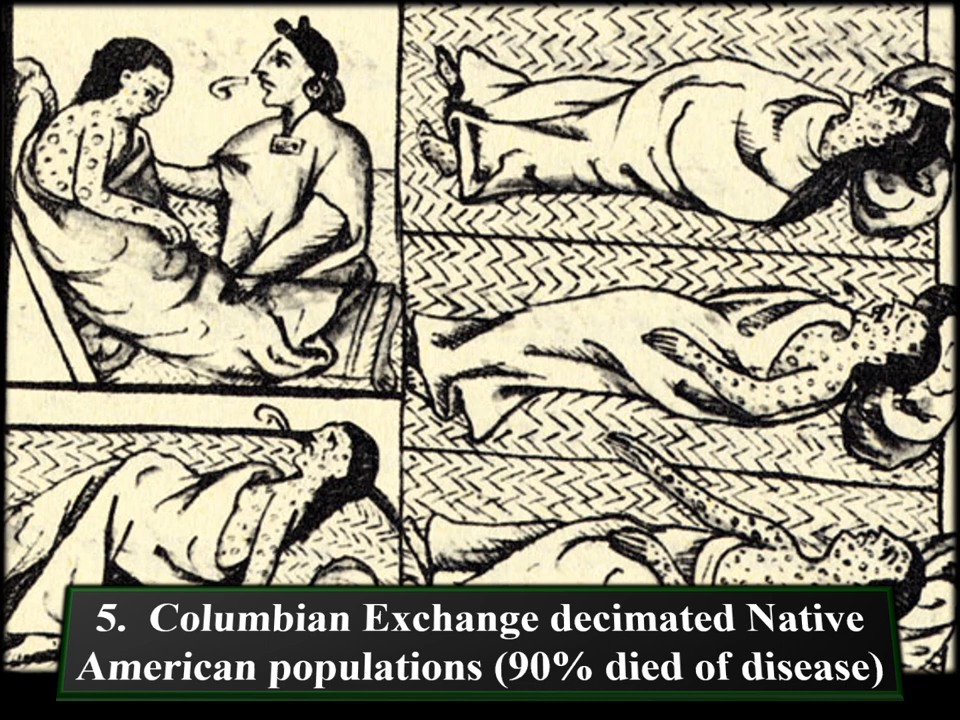 5. Columbian Exchange decimated Native
American populations (90% died of disease)